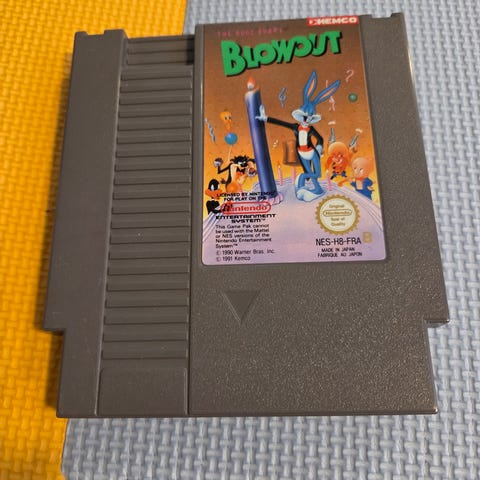 KEMCO
THE BUGS BUNNY
BLOWOUT
LICENSED BY NINTENDO
FOR PLAY ON THE
Nintendo
ENTERTAINMENT
SYSTEM™
This Game Pak cannot
be used with the Mattel
or NES versions of the
Nintendo Entertainment
System™
© 1990 Warner Bros. Inc.
© 1991 Kemco
Original
Nintendo
Seal of
Quality
NES-H8-FRA B
MADE IN JAPAN
FABRIQUE AU JAPON